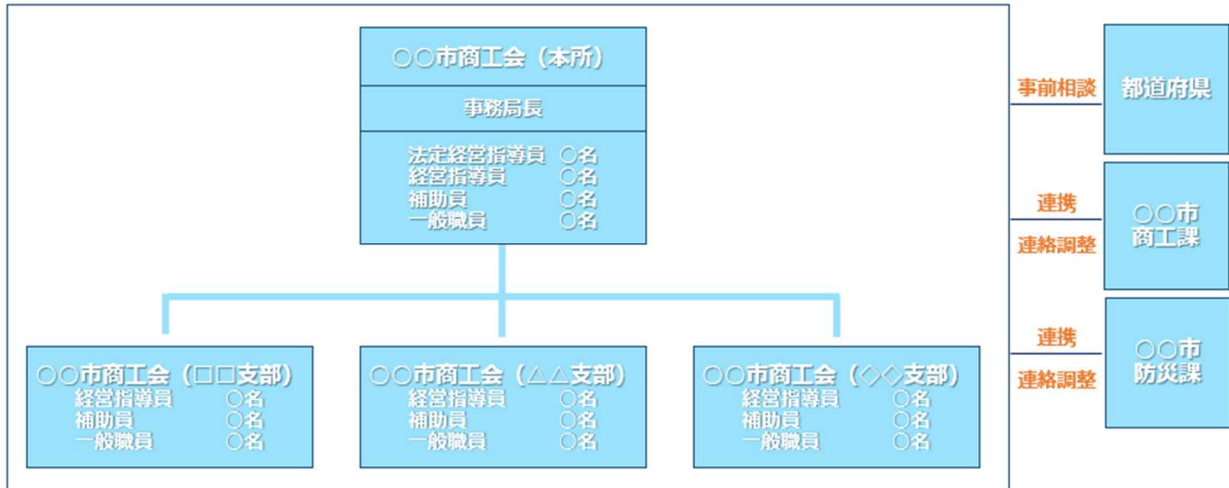 ○○市商工会（本所）
事務局長
法定経営指導員 ○名
経営指導員 ○名
補助員 ○名
一般職員 ○名
○○市商工会（□□支部）
経営指導員 ○名
補助員 ○名
一般職員 ○名
○○市商工会（△△支部）
経営指導員 ○名
補助員 ○名
一般職員 ○名
○○市商工会（◇◇支部）
経営指導員 ○名
補助員 ○名
一般職員 ○名
事前相談
都道府県
連携
連絡調整
○○市
商工課
連携
連絡調整
○○市
防災課